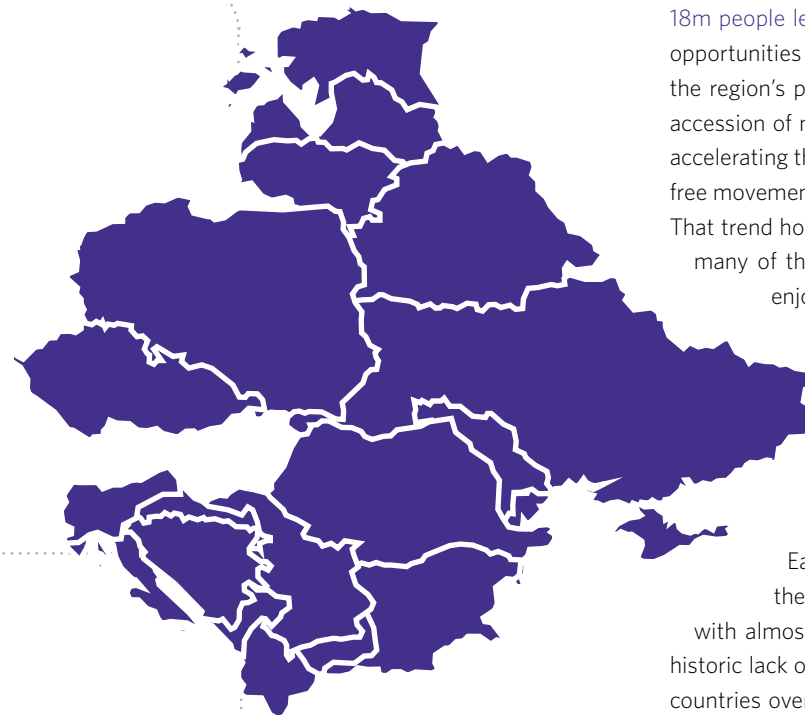 18m people le
opportunities
the region's p
accession of
accelerating th
free movemen
That trend ho
many of th
enjo
Ea
the
with almos
historic lack o
countries over